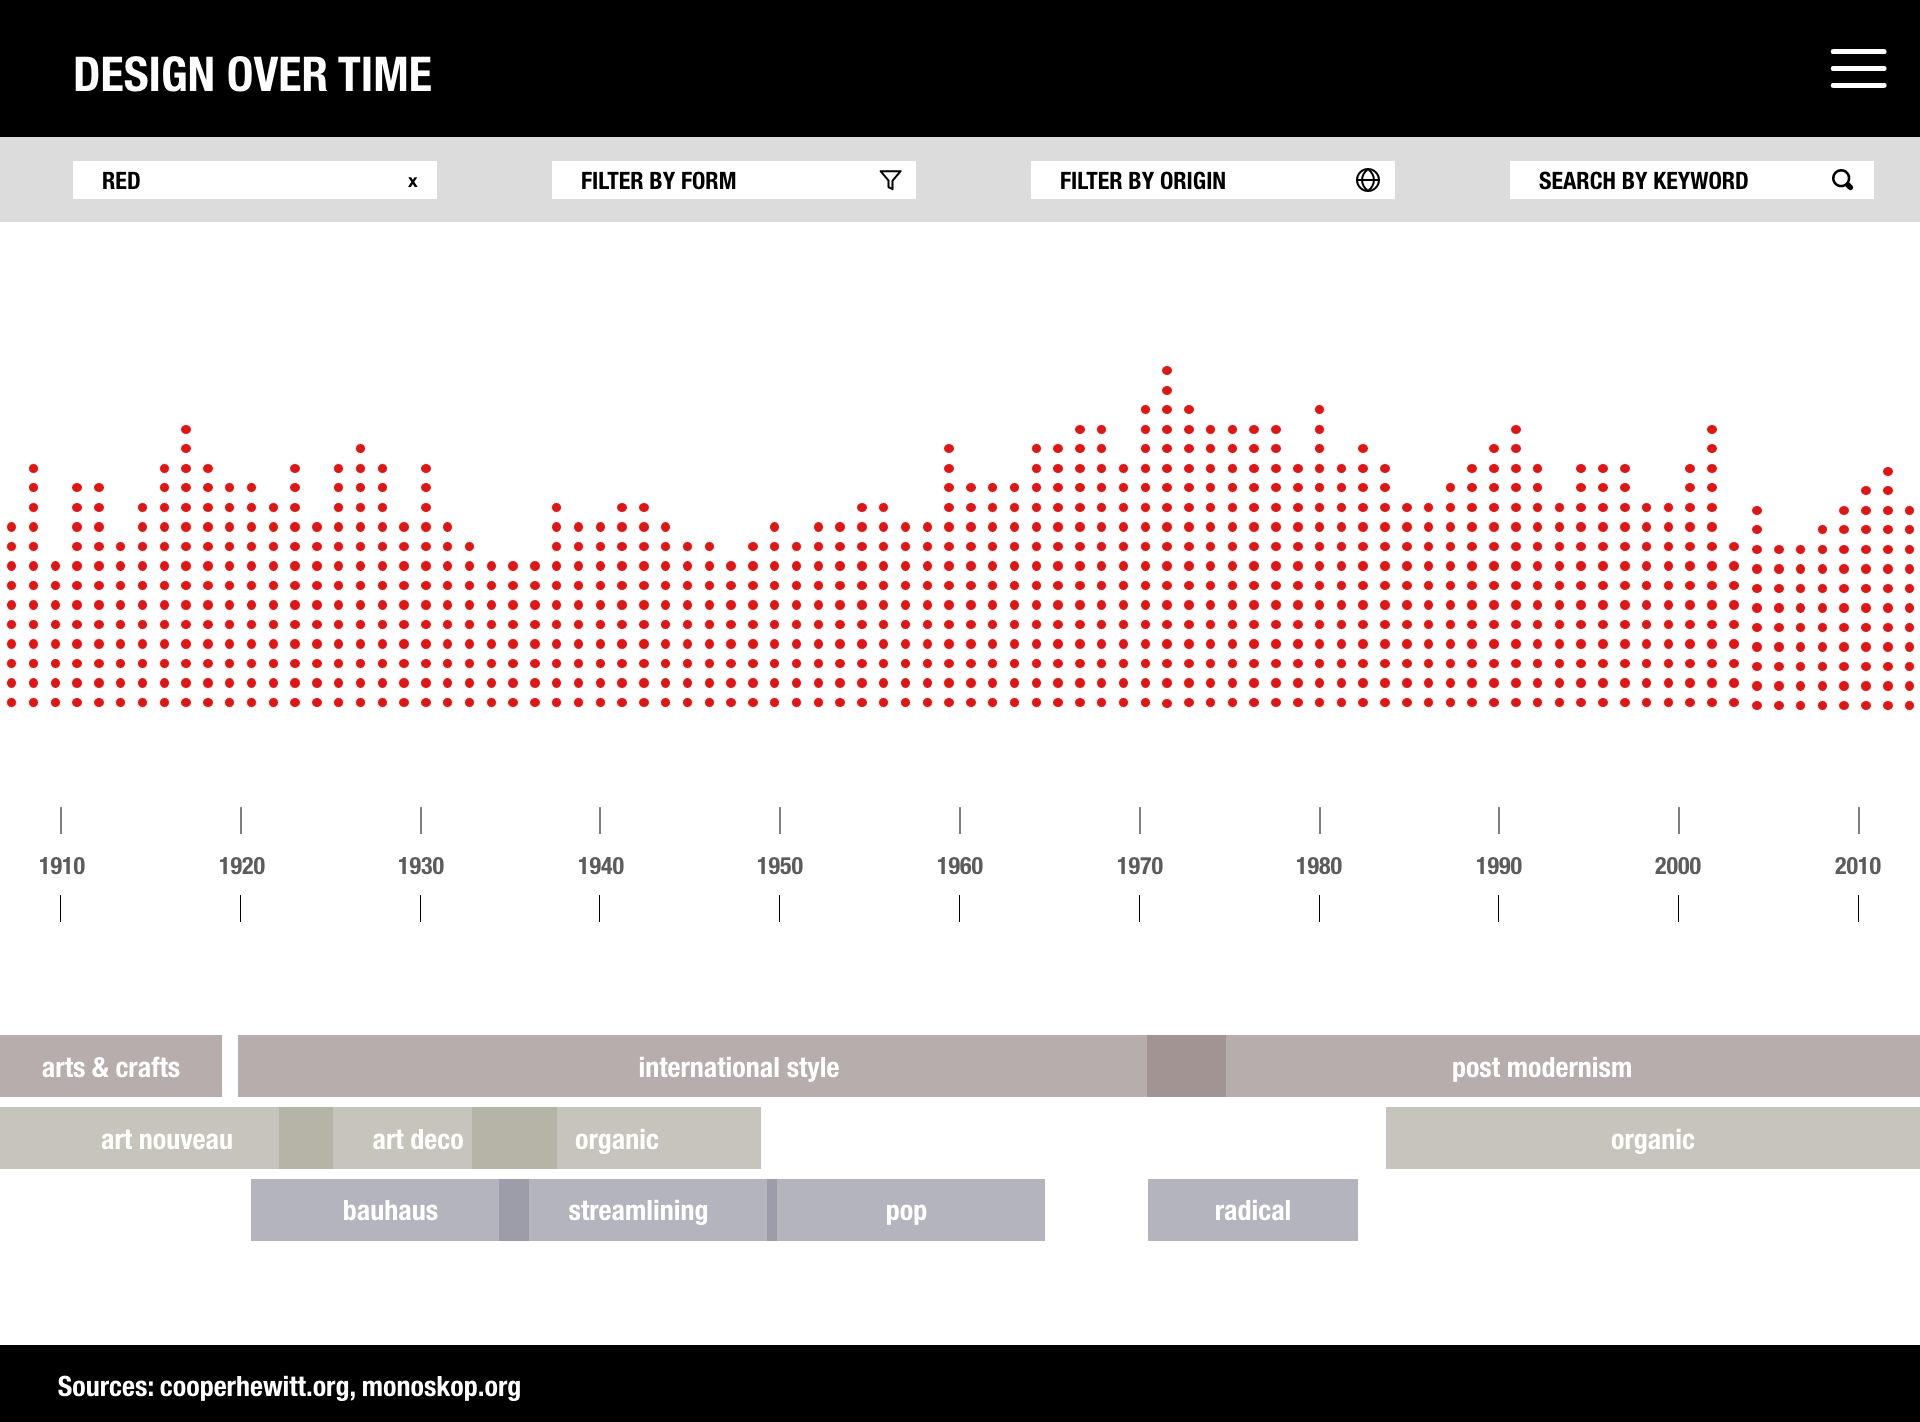 DESIGN OVER TIME
RED x
FILTER BY FORM
FILTER BY ORIGIN
SEARCH BY KEYWORD
1910 1920 1930 1940 1950 1960 1970 1980 1990 2000 2010
arts & crafts international style post modernism
art nouveau art deco organic organic
bauhaus streamlining pop radical
Sources: cooperhewitt.org, monoskop.org